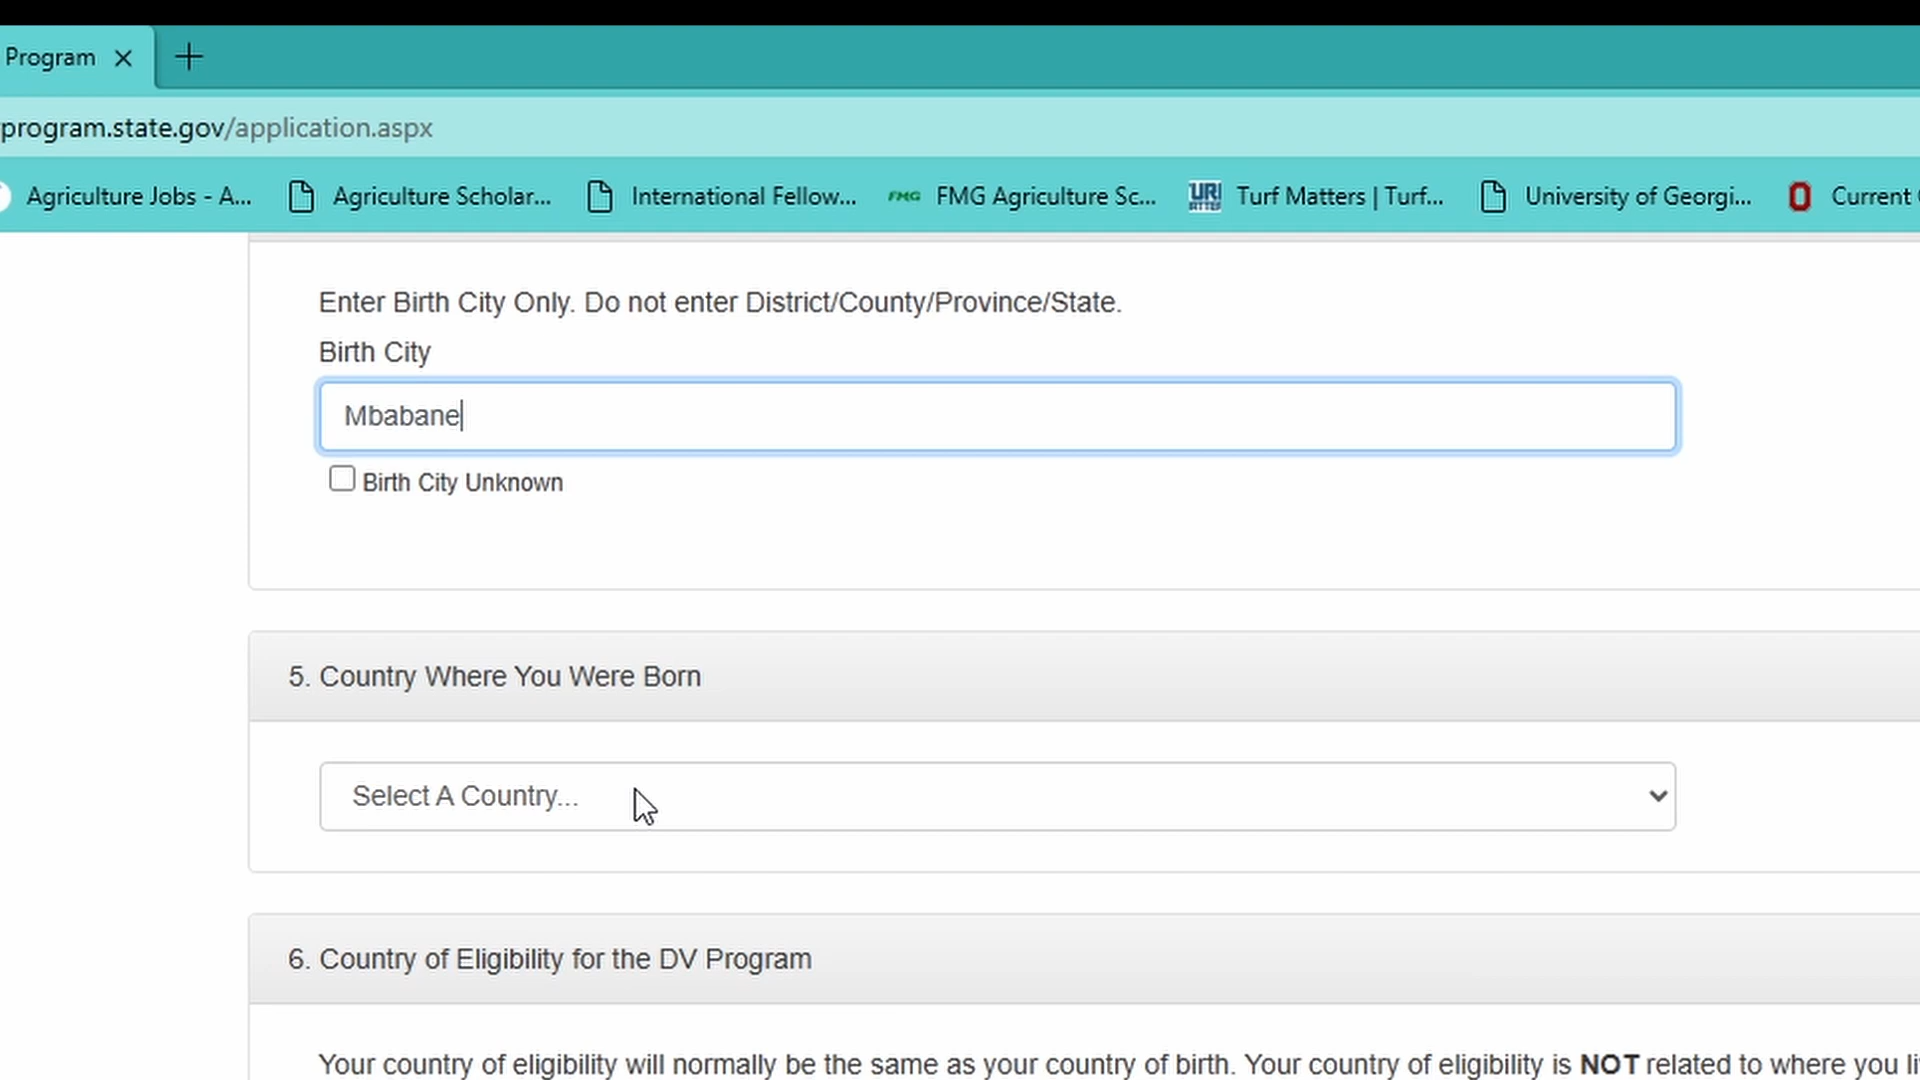 Program
program.state.gov/application.aspx
Agriculture Jobs - A... Agriculture Scholar... International Fellow... FMG FMG Agriculture Sc... URI Turf Matters | Turf... University of Georgi... Current
Enter Birth City Only. Do not enter District/County/Province/State.
Birth City
Mbabane
Birth City Unknown
5. Country Where You Were Born
Select A Country...
6. Country of Eligibility for the DV Program
Your country of eligibility will normally be the same as your country of birth. Your country of eligibility is NOT related to where you li